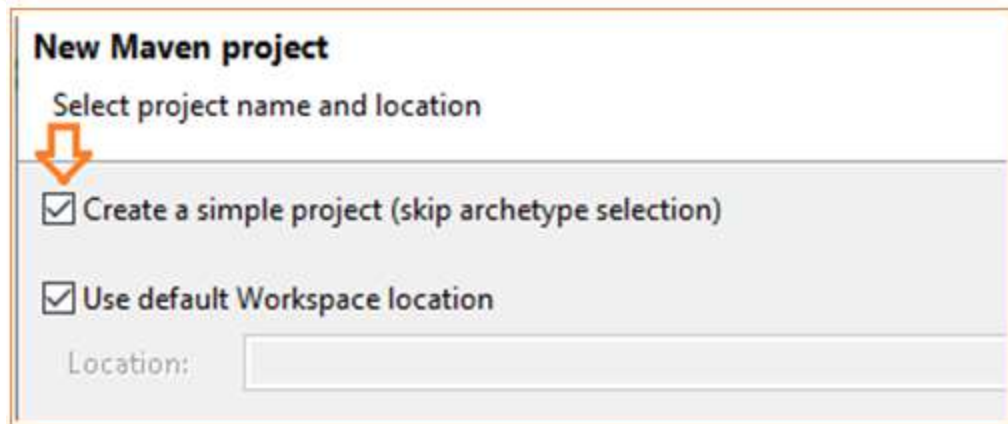 New Maven project
Select project name and location
Create a simple project (skip archetype selection)
Use default Workspace location
Location: